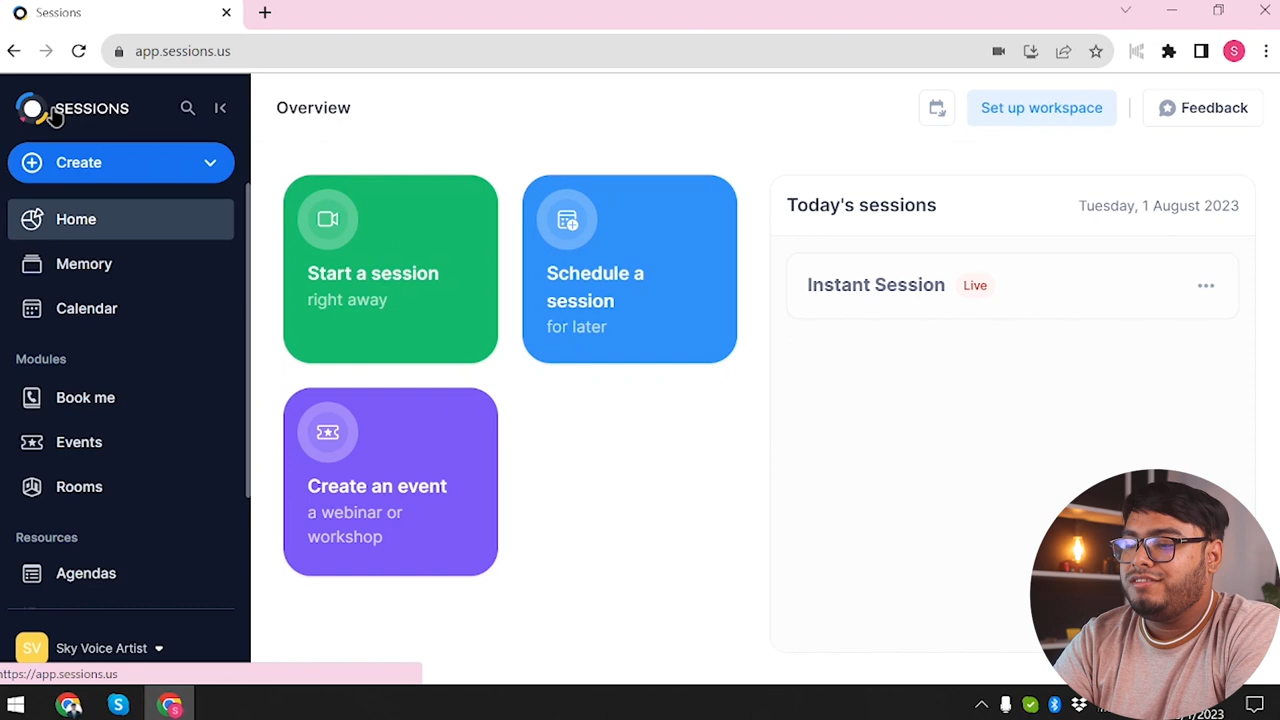 Sessions
app.sessions.us
S
SESSIONS
Overview
Set up workspace
Feedback
Create
Home
Memory
Calendar
Modules
Book me
Events
Rooms
Resources
Agendas
SV
Sky Voice Artist
https://app.sessions.us
Start a session
right away
Schedule a
session
for later
Create an event
a webinar or
workshop
Today's sessions
Tuesday, 1 August 2023
Instant Session
Live